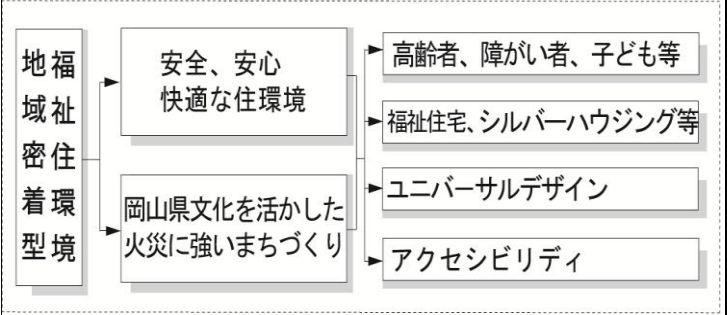 福祉住環境
地域密着型
安全、安心
快適な住環境
岡山県文化を活かした
火災に強いまちづくり
高齢者、障がい者、子ども等
福祉住宅、シルバーハウジング等
ユニバーサルデザイン
アクセシビリディ